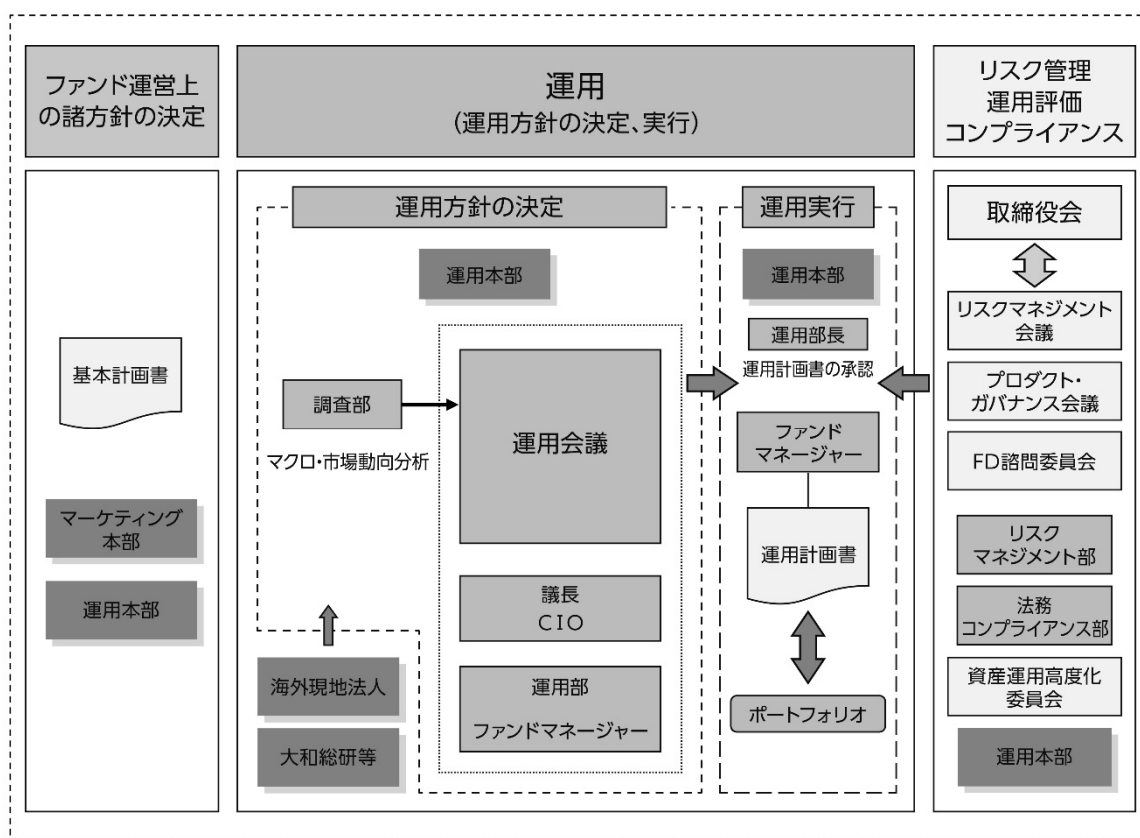 ファンド運営上
の諸方針の決定
運用
(運用方針の決定、実行)
リスク管理
運用評価
コンプライアンス
基本計画書
マーケティング
本部
運用本部
運用方針の決定
運用本部
調査部
マクロ・市場動向分析
運用会議
議長
CIO
運用部
ファンドマネージャー
海外現地法人
大和総研等
運用実行
運用本部
運用部長
運用計画書の承認
ファンド
マネージャー
運用計画書
ポートフォリオ
取締役会
リスクマネジメント
会議
プロダクト・
ガバナンス会議
FD諮問委員会
リスク
マネジメント部
法務
コンプライアンス部
資産運用高度化
委員会
運用本部